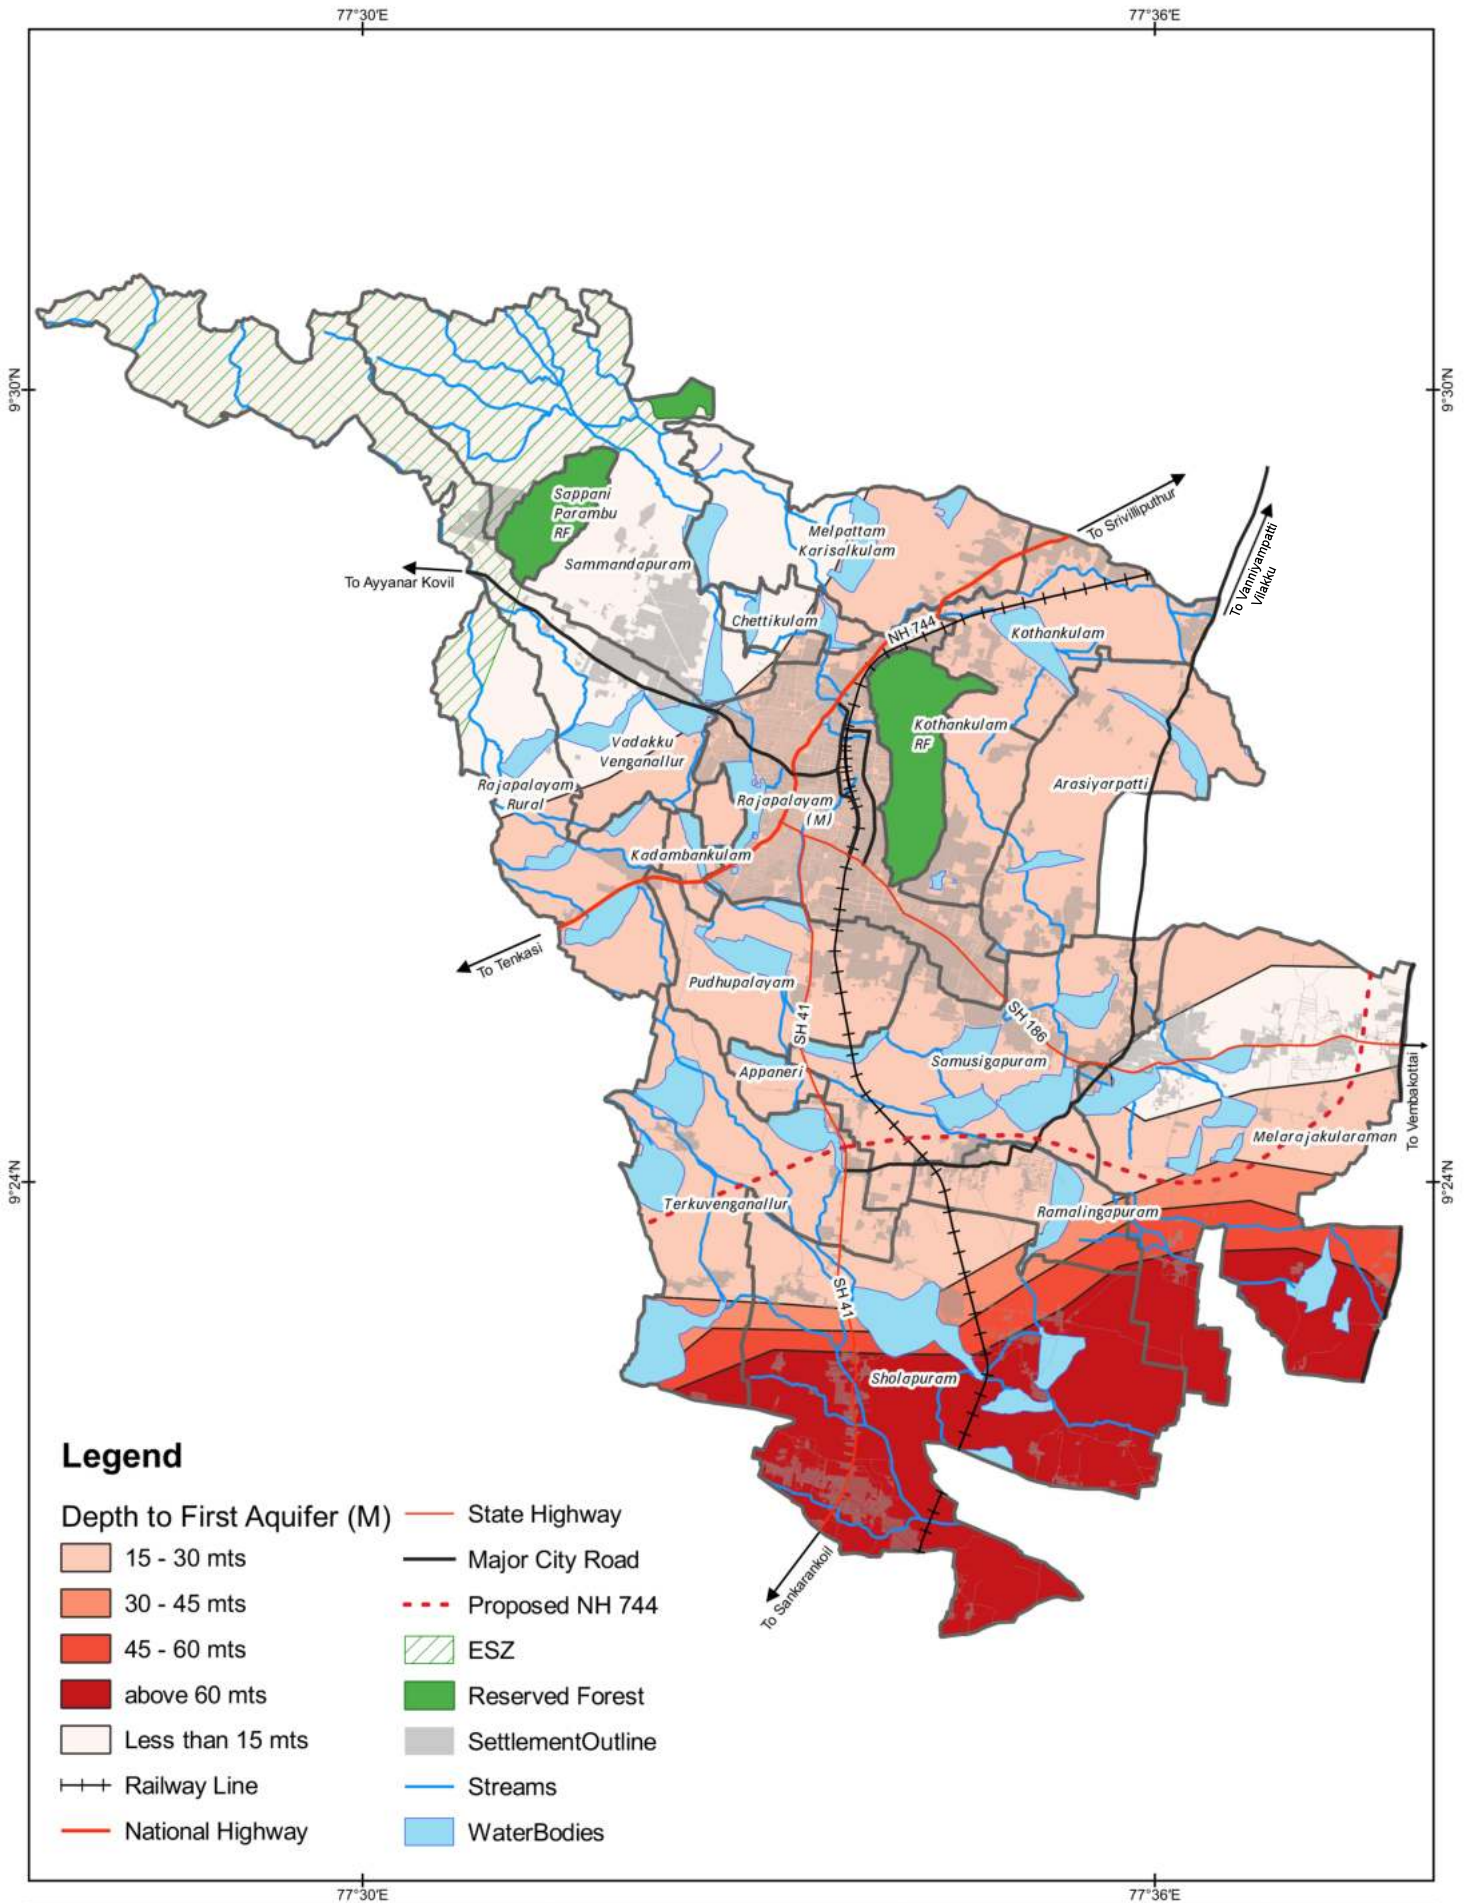 77°30'E
77°36'E
9°30'N
9°30'N
Sappani
Parambu
RF
Sammandapuram
Melpattam
Karisalkulam
To Srivilliputhur
To Vanniyampatti
Vilakku
To Ayyanar Kovil
Chettikulam
NH 744
Kothankulam
Kothankulam
RF
Vadakku
Venganallur
Rajapalayam
Rural
Rajapalayam
(M)
Arasiyarpatti
Kadambankulam
To Tenkasi
Pudhupalayam
SH 41
SH 186
Samusigapuram
Appaneri
To Vembakottai
Melarajakularaman
9°24'N
9°24'N
Terkuvenganallur
Ramalingapuram
SH 41
Sholapuram
To Sankarankoil
Legend
Depth to First Aquifer (M)
15 - 30 mts
30 - 45 mts
45 - 60 mts
above 60 mts
Less than 15 mts
Railway Line
National Highway
State Highway
Major City Road
Proposed NH 744
ESZ
Reserved Forest
SettlementOutline
Streams
WaterBodies
77°30'E
77°36'E